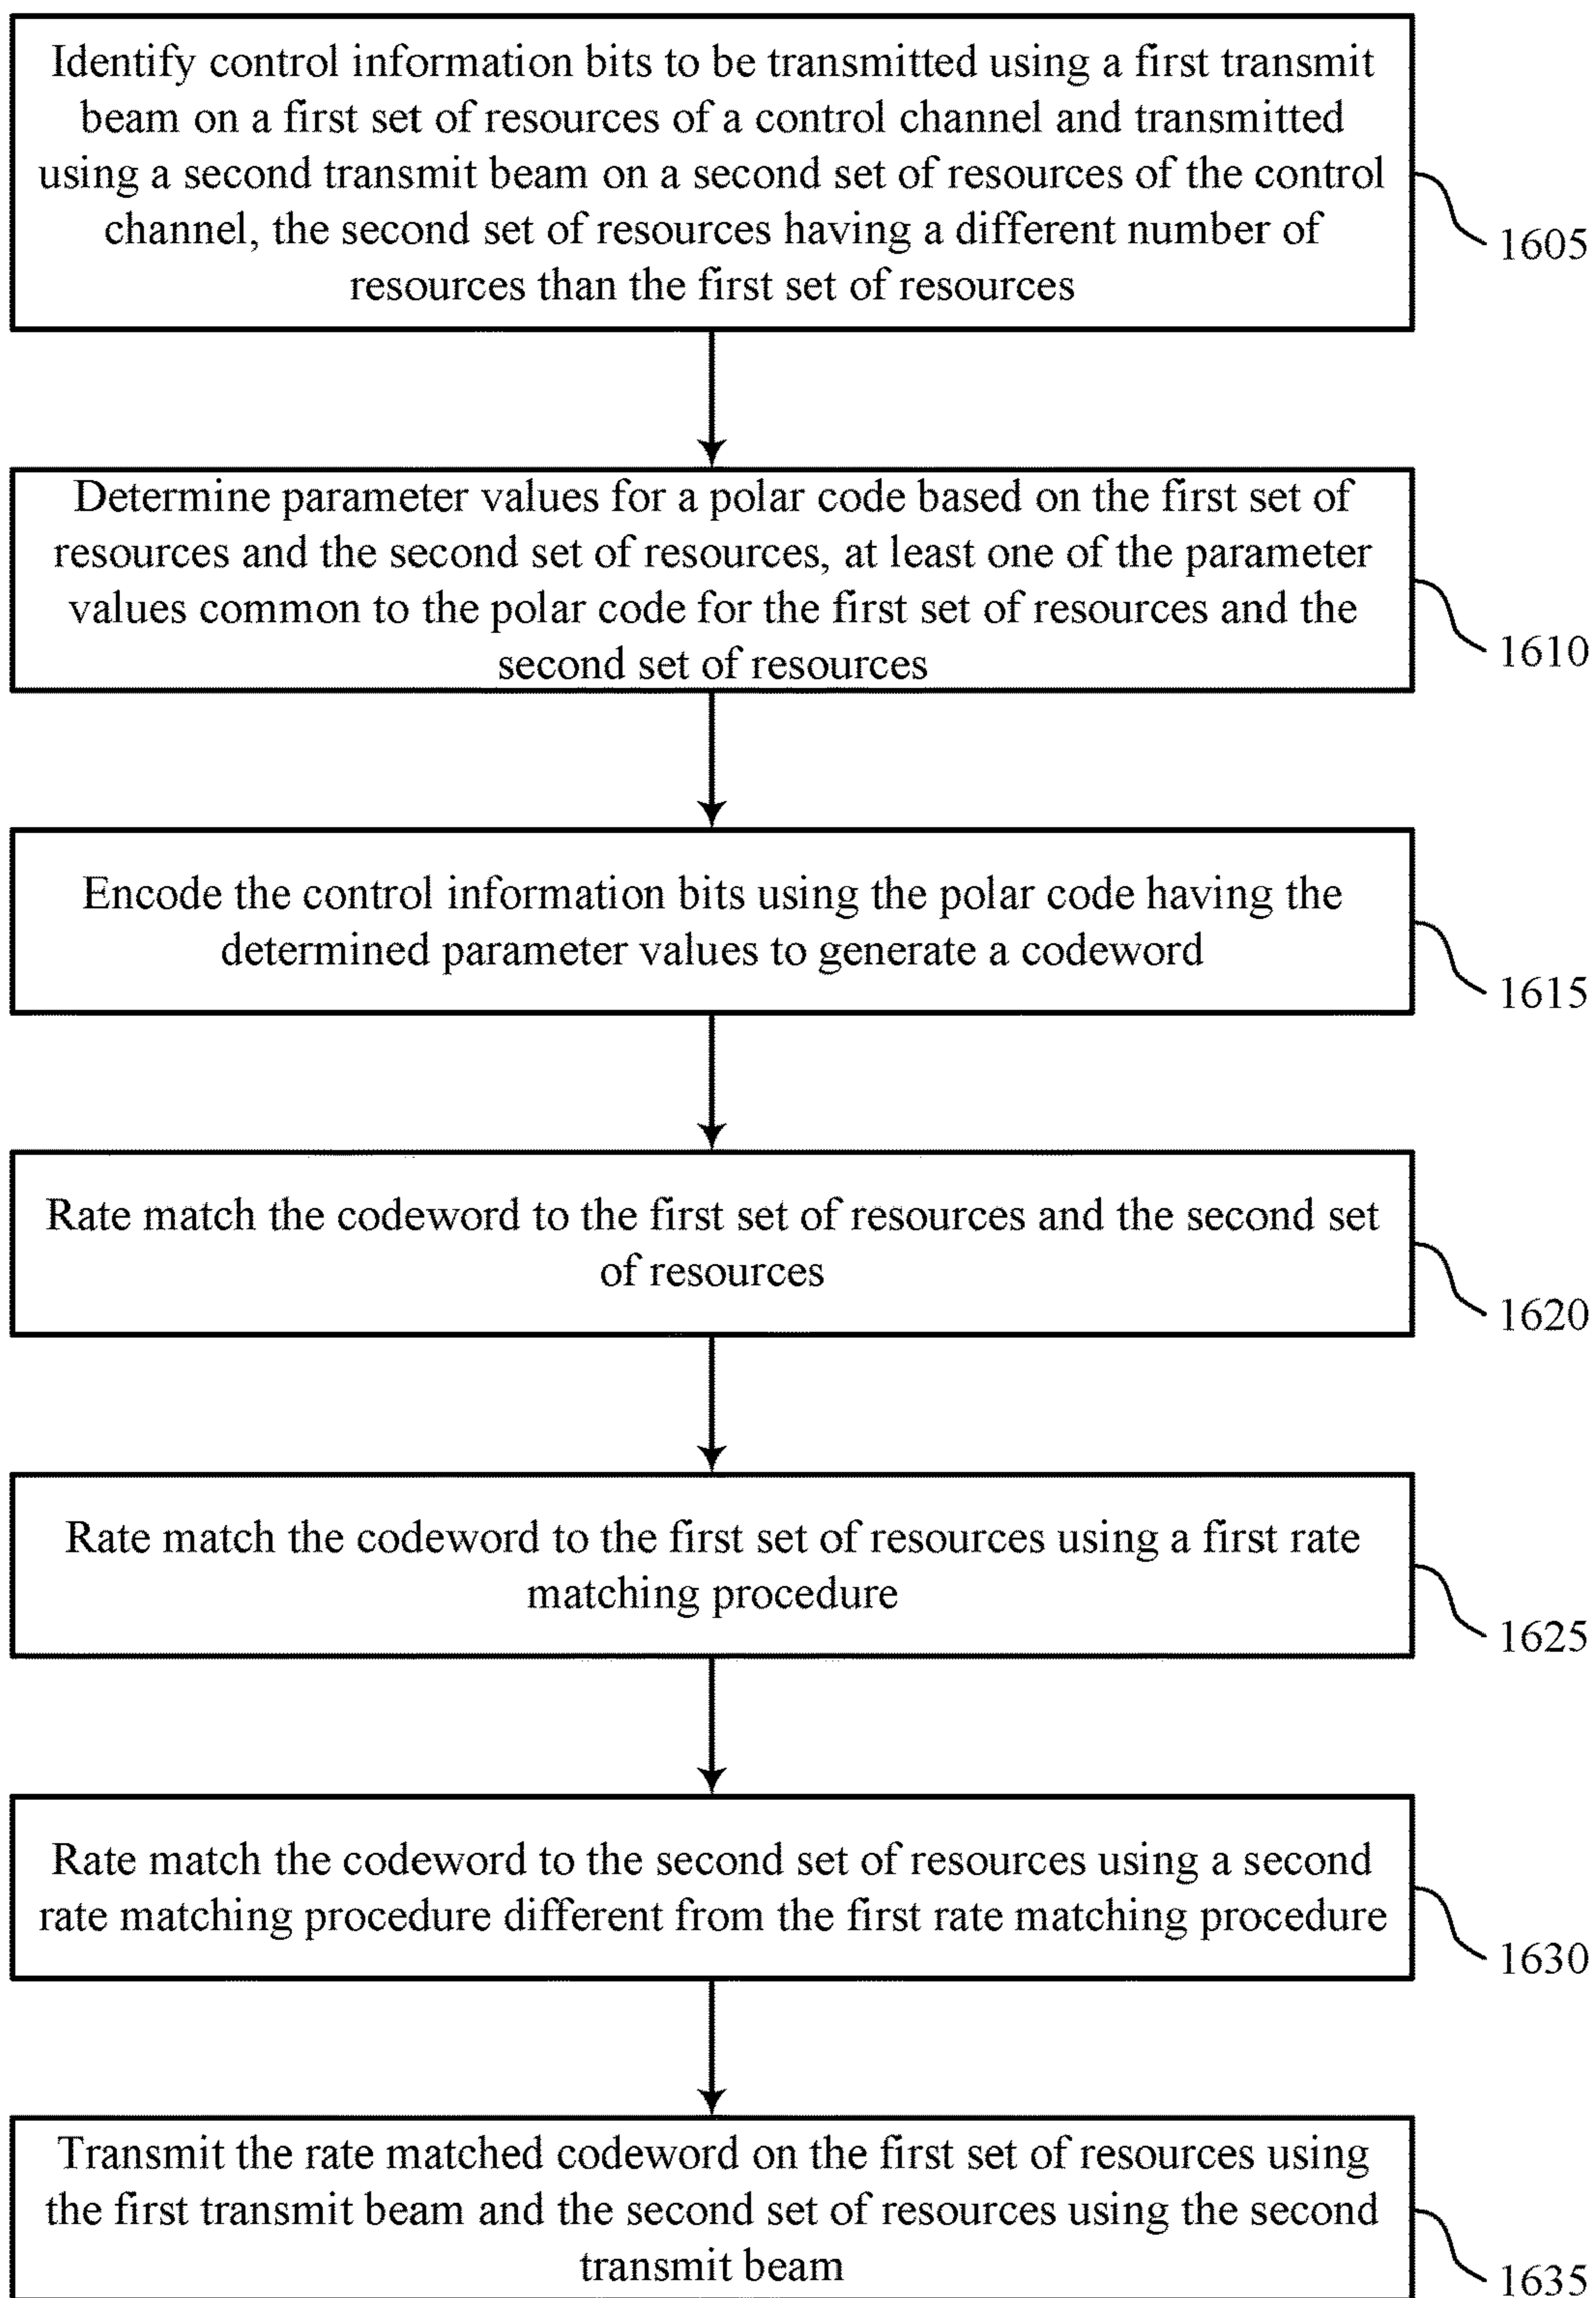 Identify control information bits to be transmitted using a first transmit
beam on a first set of resources of a control channel and transmitted
using a second transmit beam on a second set of resources of the control
channel, the second set of resources having a different number of
resources than the first set of resources
1605
Determine parameter values for a polar code based on the first set of
resources and the second set of resources, at least one of the parameter
values common to the polar code for the first set of resources and the
second set of resources
1610
Encode the control information bits using the polar code having the
determined parameter values to generate a codeword
1615
Rate match the codeword to the first set of resources and the second set
of resources
1620
Rate match the codeword to the first set of resources using a first rate
matching procedure
1625
Rate match the codeword to the second set of resources using a second
rate matching procedure different from the first rate matching procedure
1630
Transmit the rate matched codeword on the first set of resources using
the first transmit beam and the second set of resources using the second
transmit beam
1635